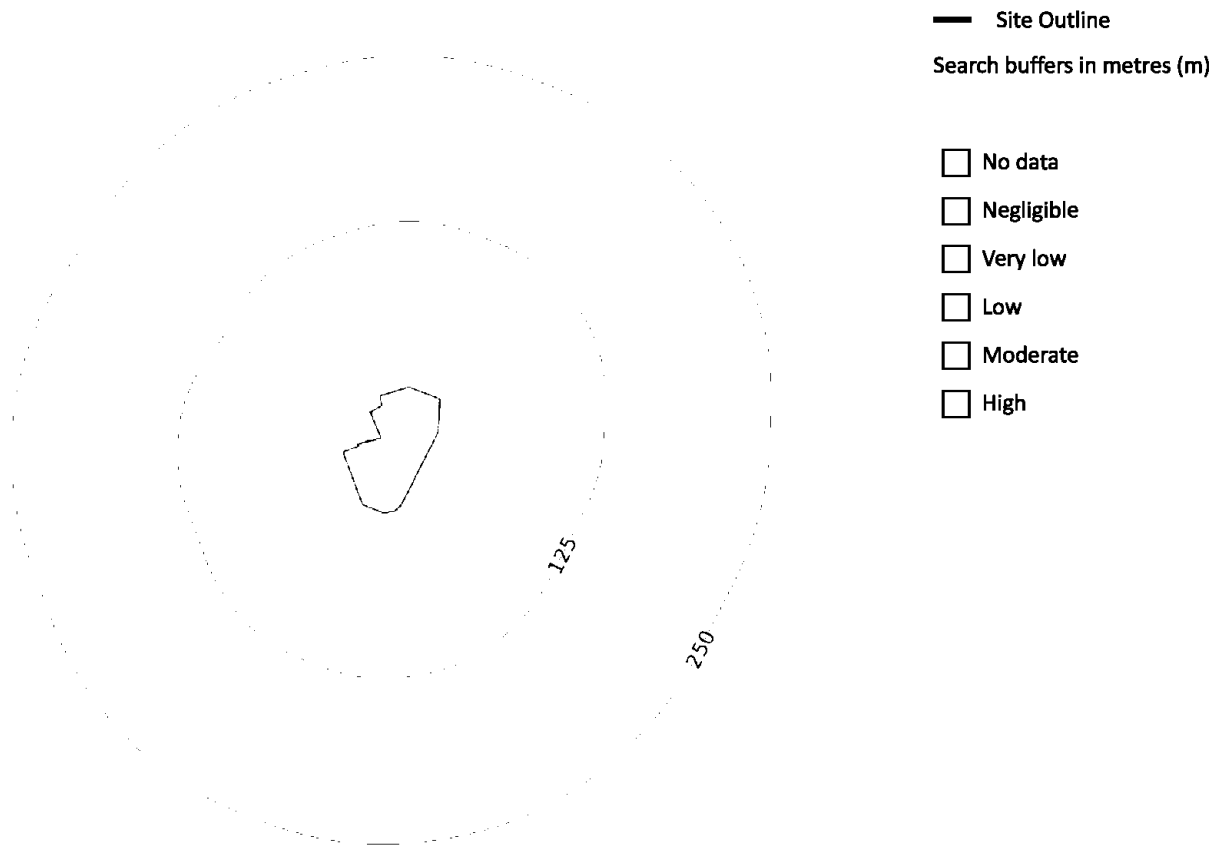 Site Outline
Search buffers in metres (m)
No data
Negligible
Very low
Low
Moderate
High
125
250